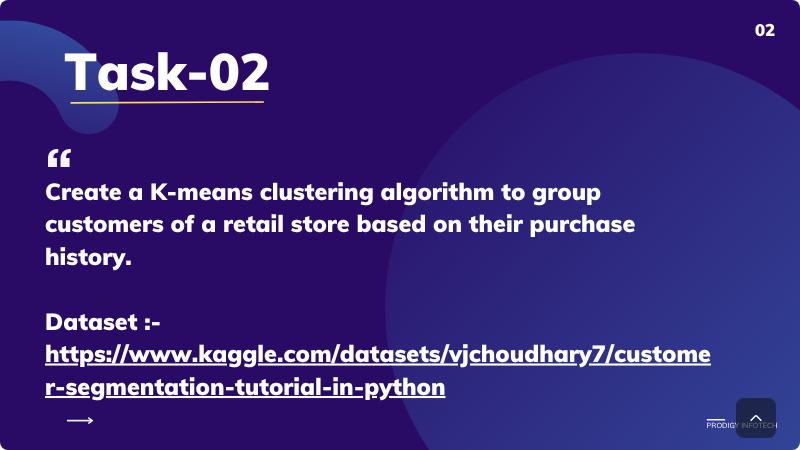 02
Task-02
“
Create a K-means clustering algorithm to group
customers of a retail store based on their purchase
history.
Dataset :-
https://www.kaggle.com/datasets/vjchoudhary7/custome
r-segmentation-tutorial-in-python
PRODIGY INFOTECH